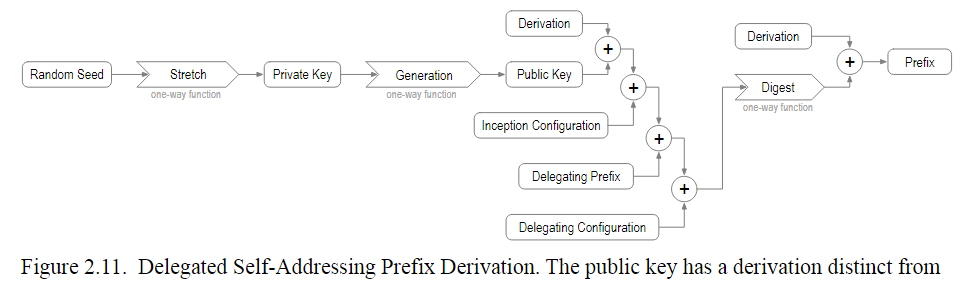 Derivation
Derivation
+
+
Prefix
Random Seed
Stretch
Private Key
Generation
Public Key
one-way function
one-way function
+
Digest
one-way function
Inception Configuration
+
Delegating Prefix
+
Delegating Configuration
Figure 2.11. Delegated Self-Addressing Prefix Derivation. The public key has a derivation distinct from